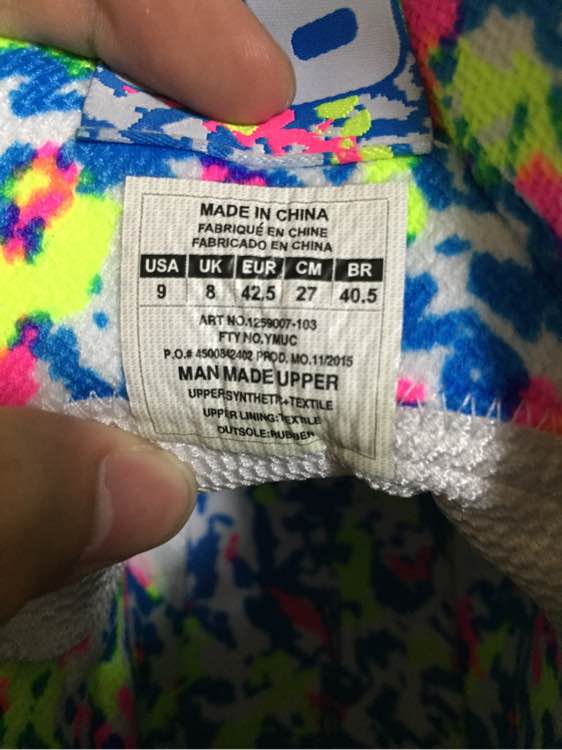 MADE IN CHINA
FABRIQUÉ EN CHINE
FABRICADO EN CHINA
USA UK EUR CM BR
9 8 42.5 27 40.5
ART NO.1259007-103
FTY NO.YMUC
P.O.# 4500842402 PROD. MO.11/2015
MAN MADE UPPER
UPPER:SYNTHETIC+TEXTILE
UPPER LINING:TEXTILE
OUTSOLE:RUBBER